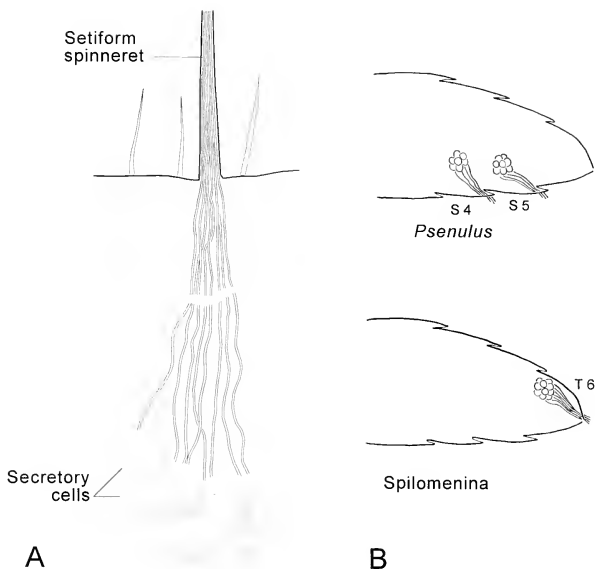 Setiform
spinneret
Secretory
cells
A
S 4
S 5
Psenulus
T 6
Spilomenina
B